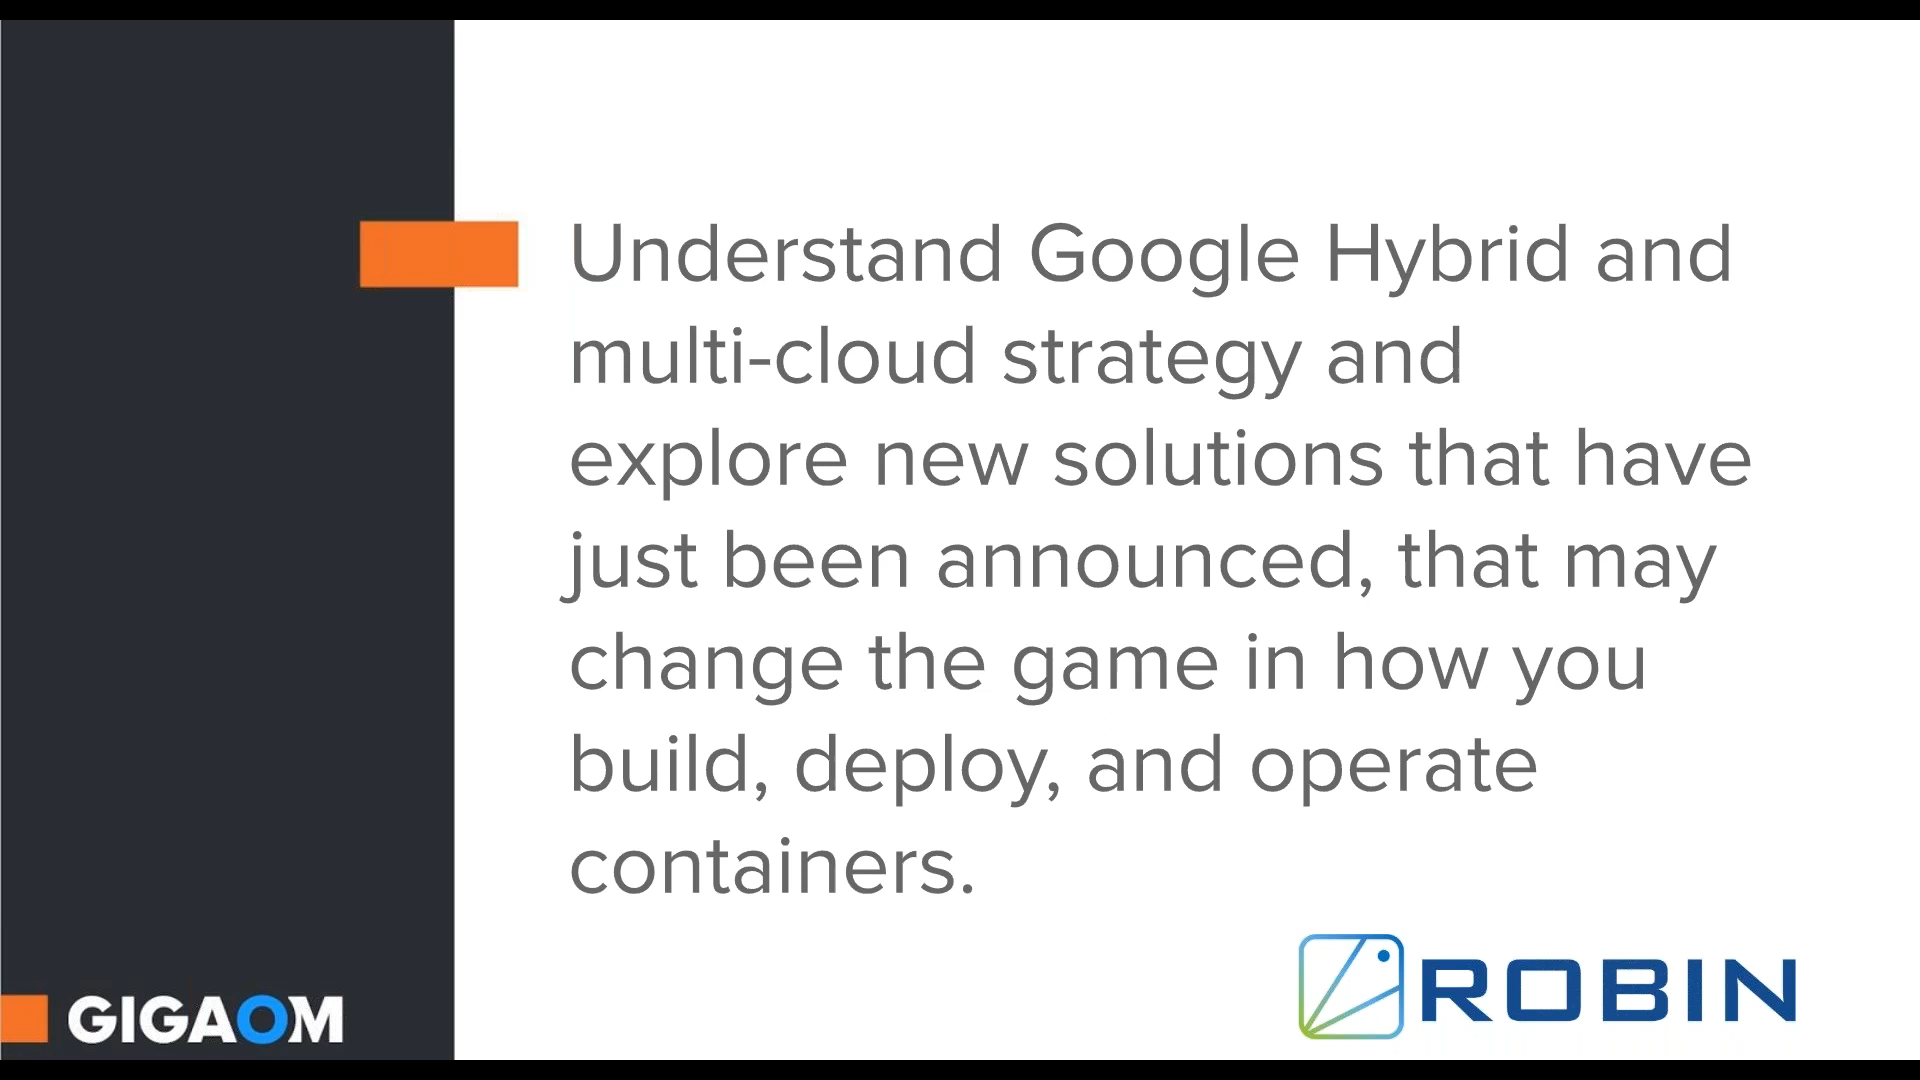 Understand Google Hybrid and
multi-cloud strategy and
explore new solutions that have
just been announced, that may
change the game in how you
build, deploy, and operate
containers.
GIGAOM
ROBIN